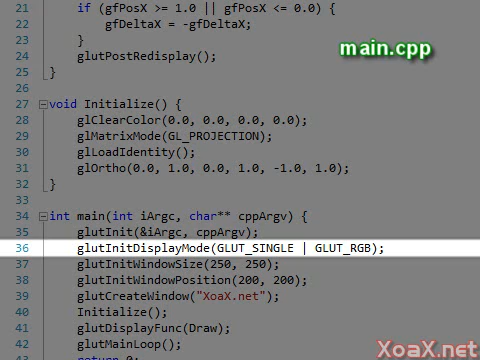 main.cpp
21 if (gfPosX >= 1.0 || gfPosX <= 0.0) {
22 gfDeltaX = -gfDeltaX;
23 }
24 glutPostRedisplay();
25 }
26
27 void Initialize() {
28 glClearColor(0.0, 0.0, 0.0, 0.0);
29 glMatrixMode(GL_PROJECTION);
30 glLoadIdentity();
31 glOrtho(0.0, 1.0, 0.0, 1.0, -1.0, 1.0);
32 }
33
34 int main(int iArgc, char** cppArgv) {
35 glutInit(&iArgc, cppArgv);
36 glutInitDisplayMode(GLUT_SINGLE | GLUT_RGB);
37 glutInitWindowSize(250, 250);
38 glutInitWindowPosition(200, 200);
39 glutCreateWindow("XoaX.net");
40 Initialize();
41 glutDisplayFunc(Draw);
42 glutMainLoop();
43 return 0;
XoaX.net